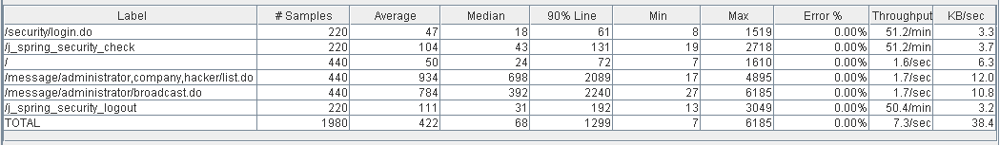 Label # Samples Average Median 90% Line Min Max Error % Throughput KB/sec
/security/login.do 220 47 18 61 8 1519 0.00% 51.2/min 3.3
/j_spring_security_check 220 104 43 131 19 2718 0.00% 51.2/min 3.7
/ 440 50 24 72 7 1610 0.00% 1.6/sec 6.3
/message/administrator,company,hacker/list.do 440 934 698 2089 17 4895 0.00% 1.7/sec 12.0
/message/administrator/broadcast.do 440 784 392 2240 27 6185 0.00% 1.7/sec 10.8
/j_spring_security_logout 220 111 31 192 13 3049 0.00% 50.4/min 3.2
TOTAL 1980 422 68 1299 7 6185 0.00% 7.3/sec 38.4